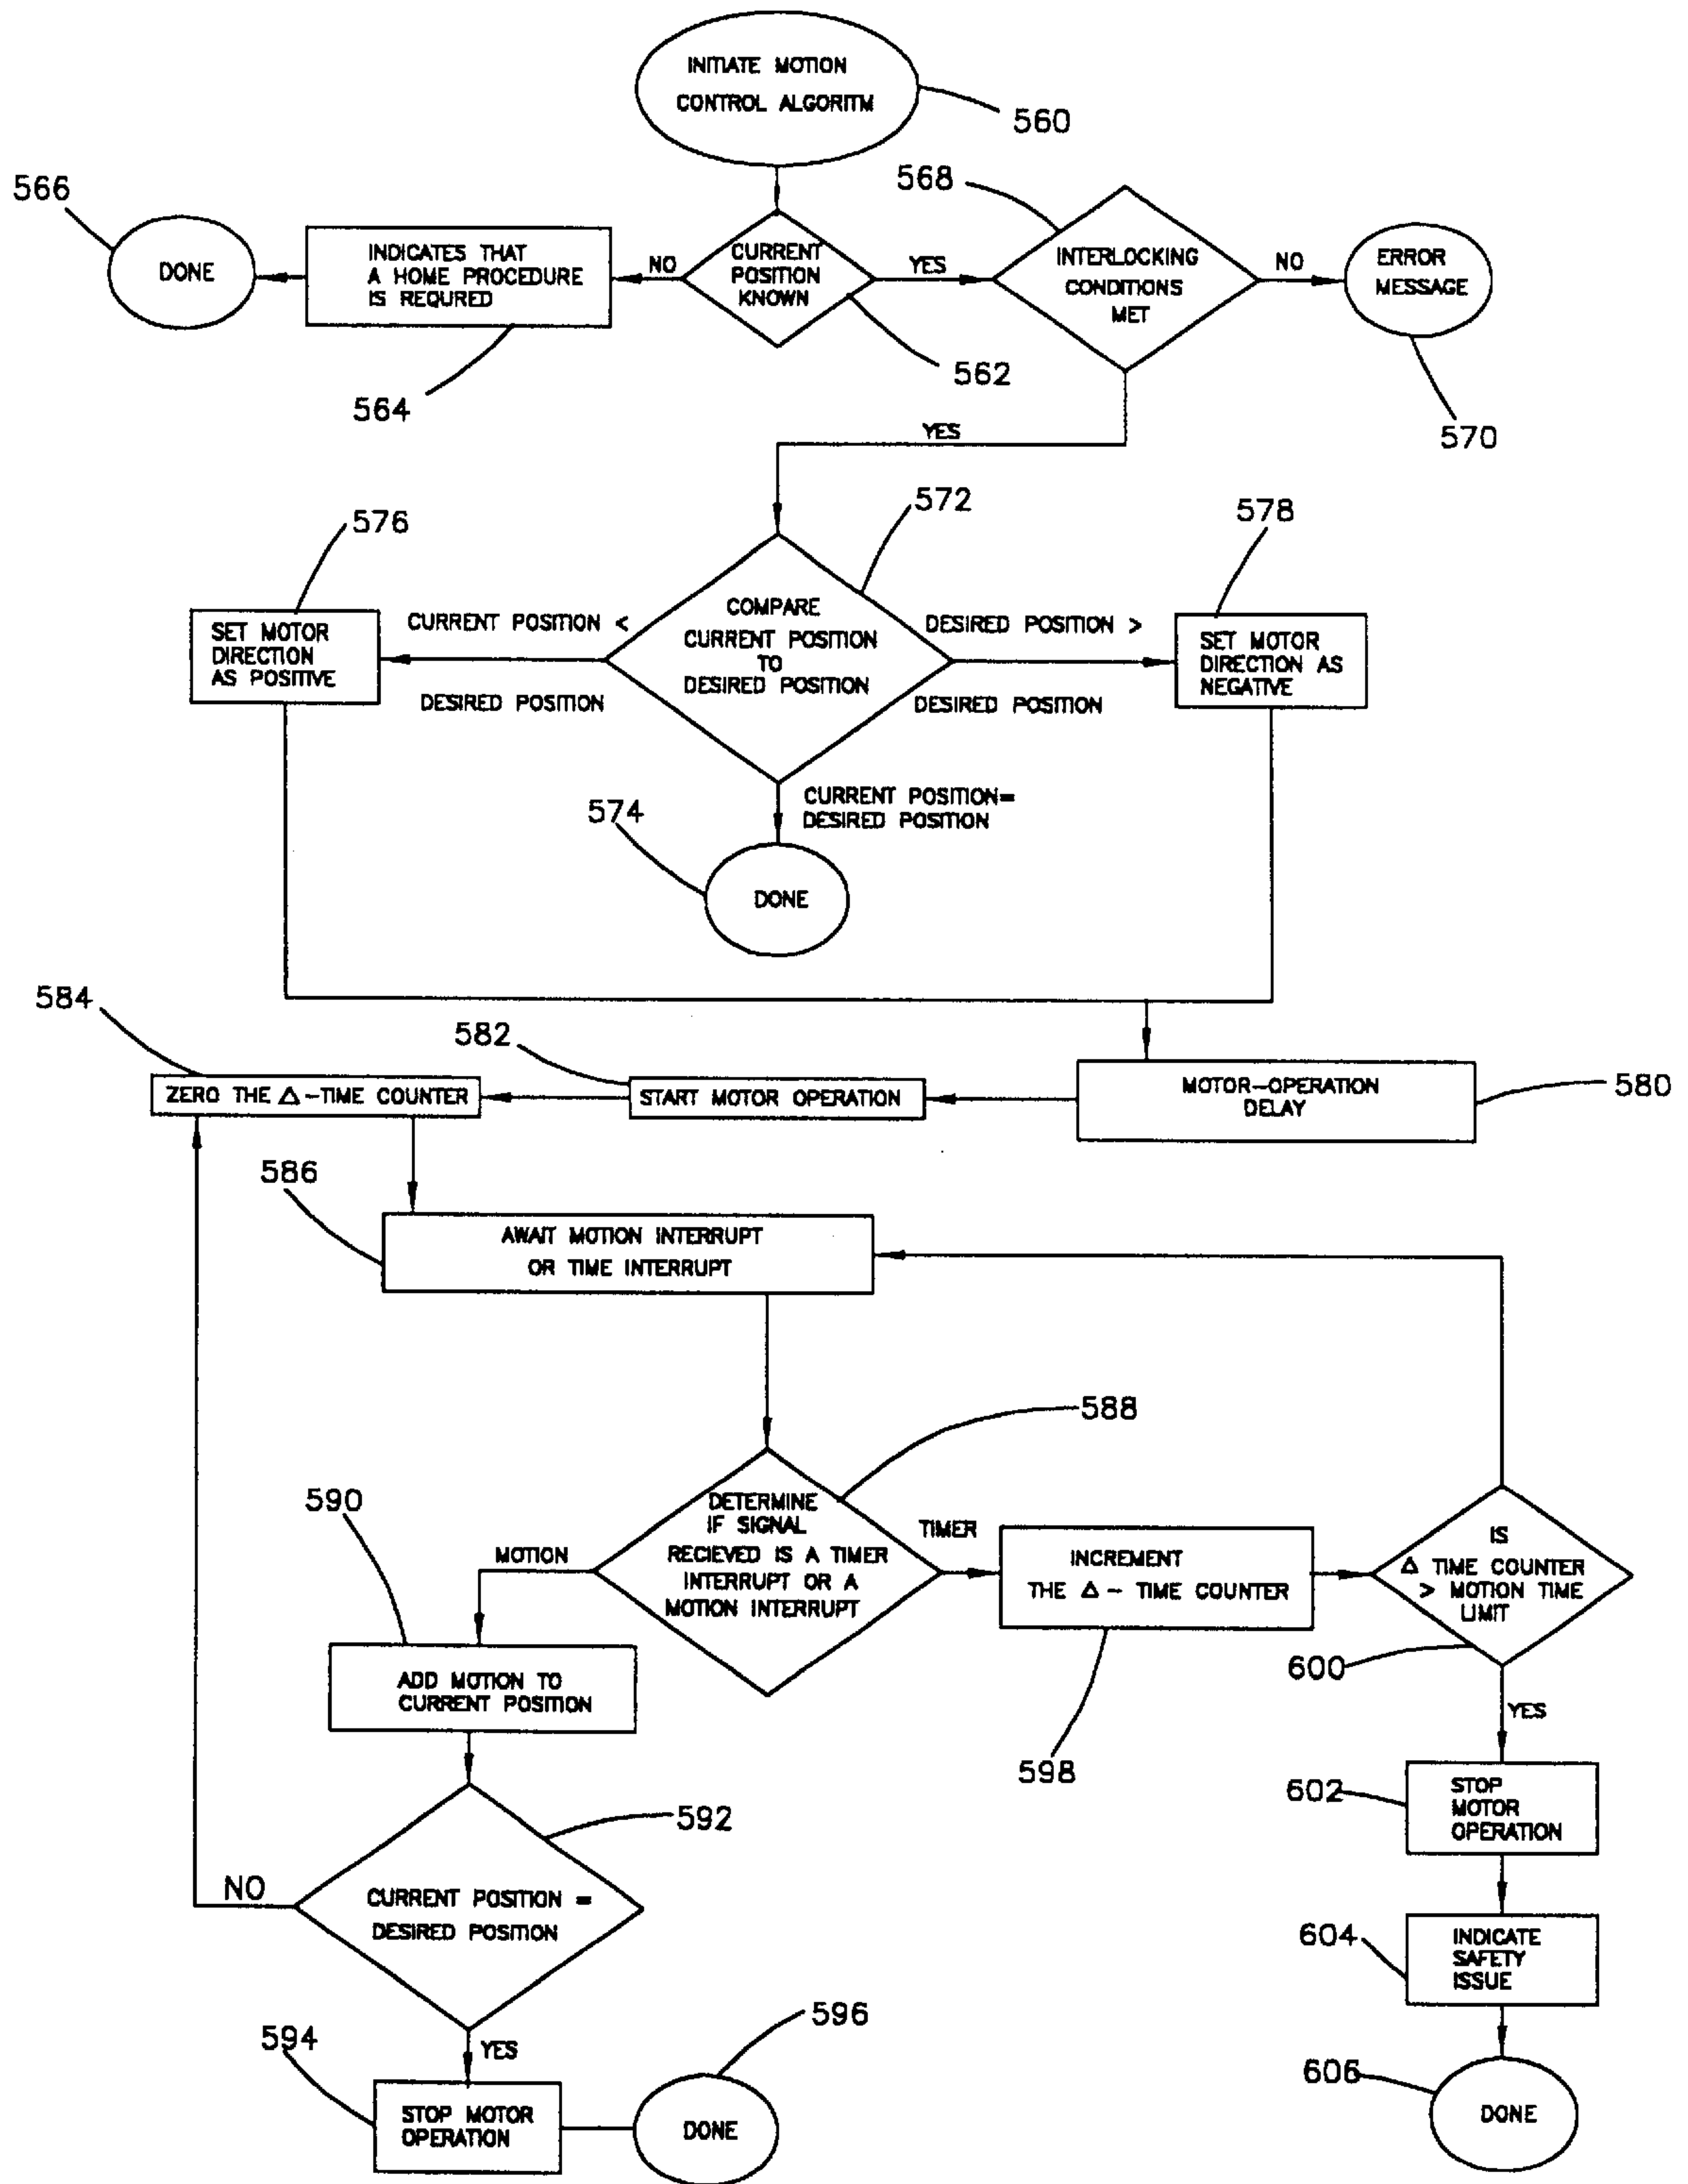 INITIATE MOTION
CONTROL ALGORITM
560
568
566
DONE
INDICATES THAT
A HOME PROCEDURE
IS REQURED
NO
CURRENT
POSITION
KNOWN
YES
INTERLOCKING
CONDITIONS
MET
NO
ERROR
MESSAGE
564
562
570
YES
572
576
578
SET MOTOR
DIRECTION
AS POSITIVE
CURRENT POSITION <
DESIRED POSITION
COMPARE
CURRENT POSITION
TO
DESIRED POSITION
DESIRED POSITION >
DESIRED POSITION
SET MOTOR
DIRECTION AS
NEGATIVE
CURRENT POSITION=
DESIRED POSITION
574
DONE
584
582
ZERO THE Δ-TIME COUNTER
START MOTOR OPERATION
MOTOR-OPERATION
DELAY
580
586
AWAIT MOTION INTERRUPT
OR TIME INTERRUPT
588
590
MOTION
DETERMINE
IF SIGNAL
RECIEVED IS A TIMER
INTERRUPT OR A
MOTION INTERRUPT
TIMER
INCREMENT
THE Δ- TIME COUNTER
IS
Δ TIME COUNTER
> MOTION TIME
LIMIT
600
598
ADD MOTION TO
CURRENT POSITION
YES
592
602
STOP
MOTOR
OPERATION
NO
CURRENT POSITION =
DESIRED POSITION
604
INDICATE
SAFETY
ISSUE
594
YES
596
606
STOP MOTOR
OPERATION
DONE
DONE